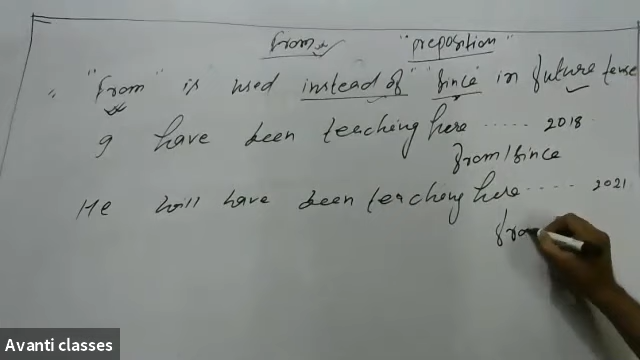 from "preposition"
"from" is used instead of "since" in future tense
I have been teaching here ..... 2018.
from/since
He will have been teaching here ..... 2021
fro
Avanti classes